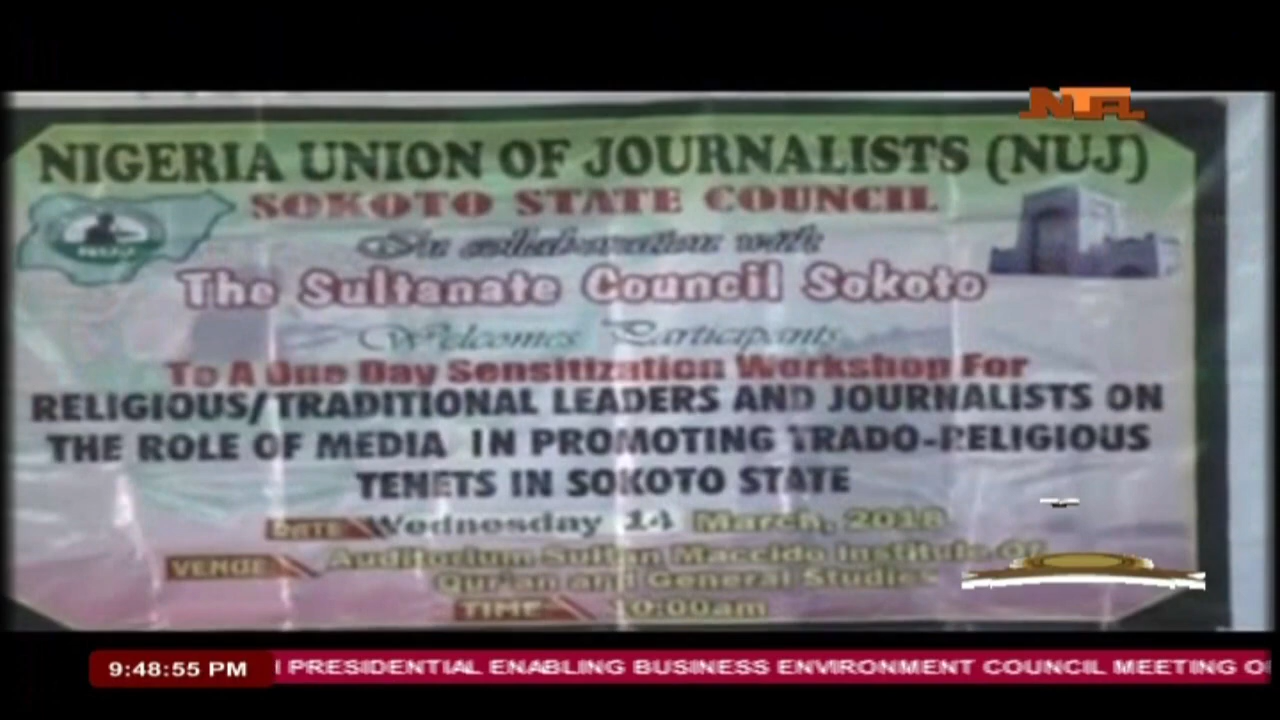 NTA
NIGERIA UNION OF JOURNALISTS (NUJ)
SOKOTO STATE COUNCIL
In collaboration with
The Sultanate Council Sokoto
Welcomes Participants
To A One Day Sensitization Workshop For
RELIGIOUS/TRADITIONAL LEADERS AND JOURNALISTS ON
THE ROLE OF MEDIA IN PROMOTING TRADO-RELIGIOUS
TENETS IN SOKOTO STATE
DATE Wednesday 14 March, 2018
VENUE Auditorium Sultan Maccido Institute Of
Qur'an and General Studies
TIME 10:00am
9:48:55 PM PRESIDENTIAL ENABLING BUSINESS ENVIRONMENT COUNCIL MEETING